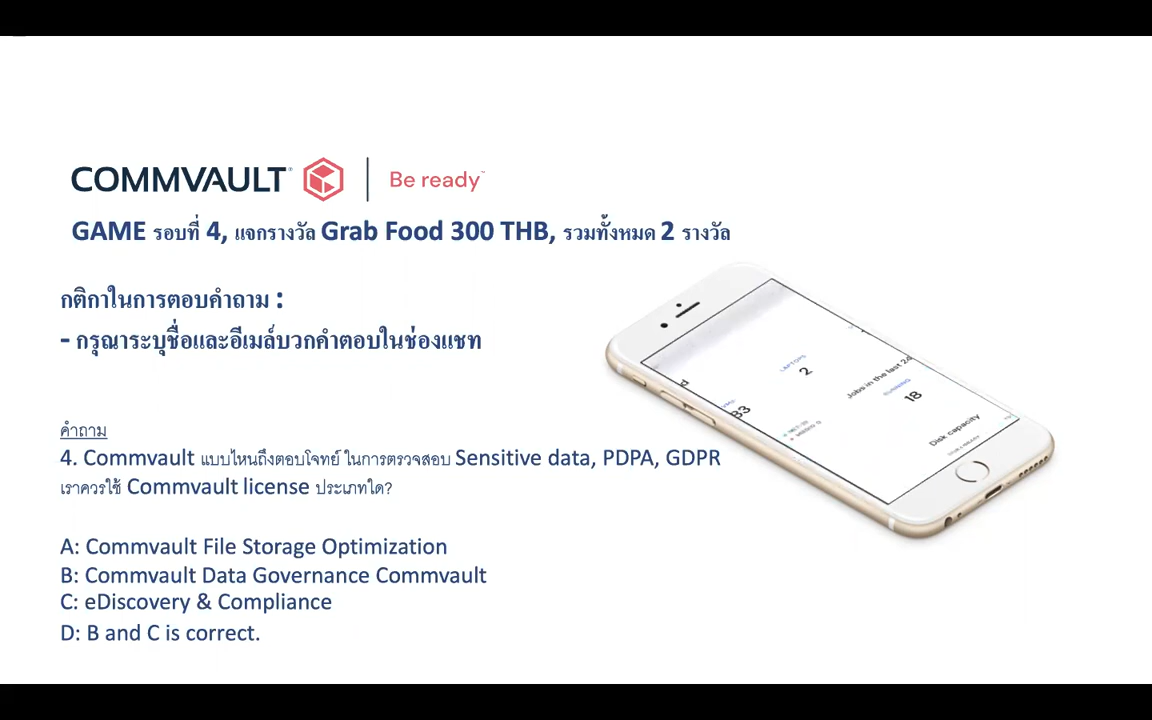 COMMVAULT
Be ready™
GAME รอบที่ 4, แจกรางวัล Grab Food 300 THB, รวมทั้งหมด 2 รางวัล
กติกาในการตอบคำถาม :
- กรุณาระบุชื่อและอีเมล์บวกคำตอบในช่องแชท
คำถาม
4. Commvault แบบไหนถึงตอบโจทย์ ในการตรวจสอบ Sensitive data, PDPA, GDPR
เราควรใช้ Commvault license ประเภทใด?
A: Commvault File Storage Optimization
B: Commvault Data Governance Commvault
C: eDiscovery & Compliance
D: B and C is correct.
LAPTOPS
2
83
Jobs in the last 24
RUNNING
18
Disk capacity